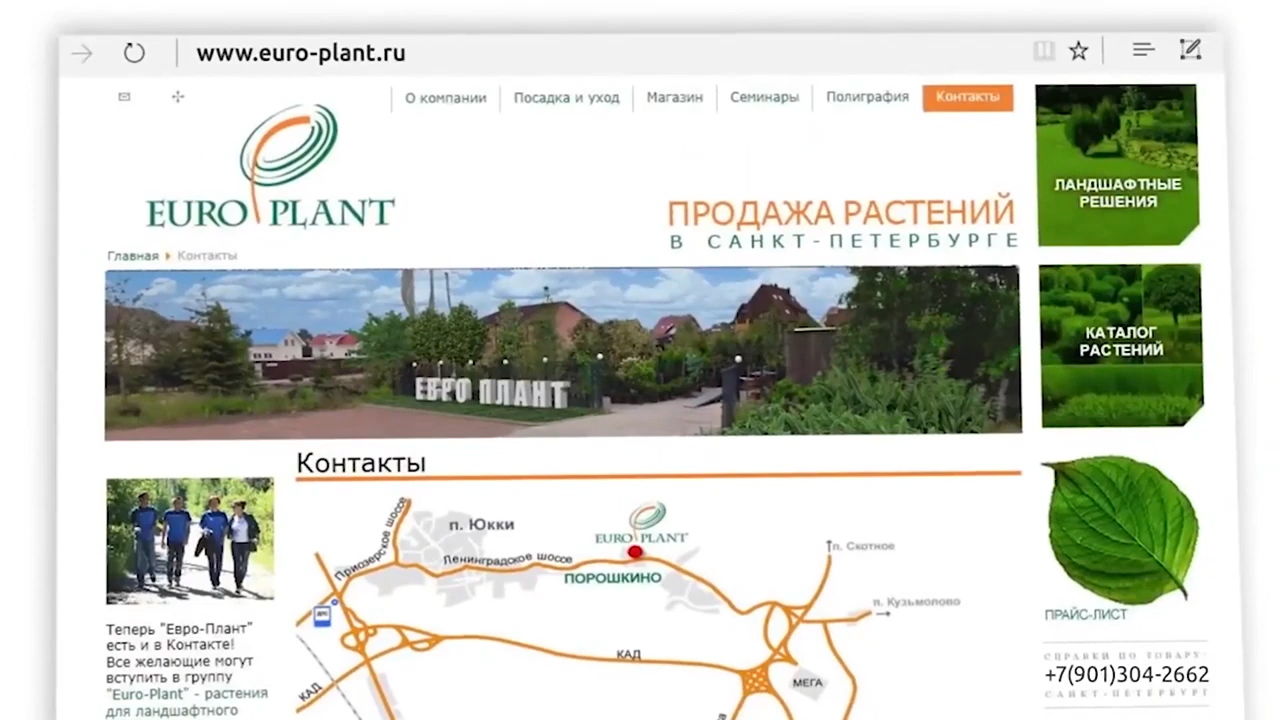 www.euro-plant.ru
О компании
Посадка и уход
Магазин
Семинары
Полиграфия
Контакты
EURO PLANT
ПРОДАЖА РАСТЕНИЙ
В САНКТ-ПЕТЕРБУРГЕ
ЛАНДШАФТНЫЕ
РЕШЕНИЯ
Главная
Контакты
ЕВРО ПЛАНТ
КАТАЛОГ
РАСТЕНИЙ
Контакты
Приозерское шоссе
п. Юкки
Ленинградское шоссе
EURO PLANT
ПОРОШКИНО
п. Скотное
п. Кузьмолово
КАД
КАД
МЕГА
Теперь "Евро-Плант"
есть и в Контакте!
Все желающие могут
вступить в группу
"Euro-Plant" - растения
для ландшафтного
ПРАЙС-ЛИСТ
СПРАВКИ ПО ТОВАРУ:
+7(901)304-2662
САНКТ-ПЕТЕРБУРГ